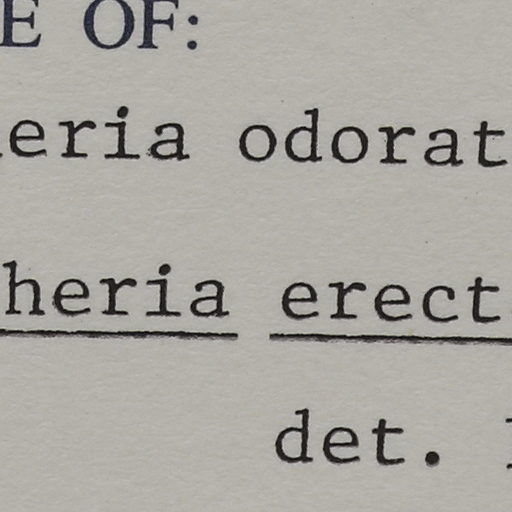 E OF:
eria odorat
heria erect
det.